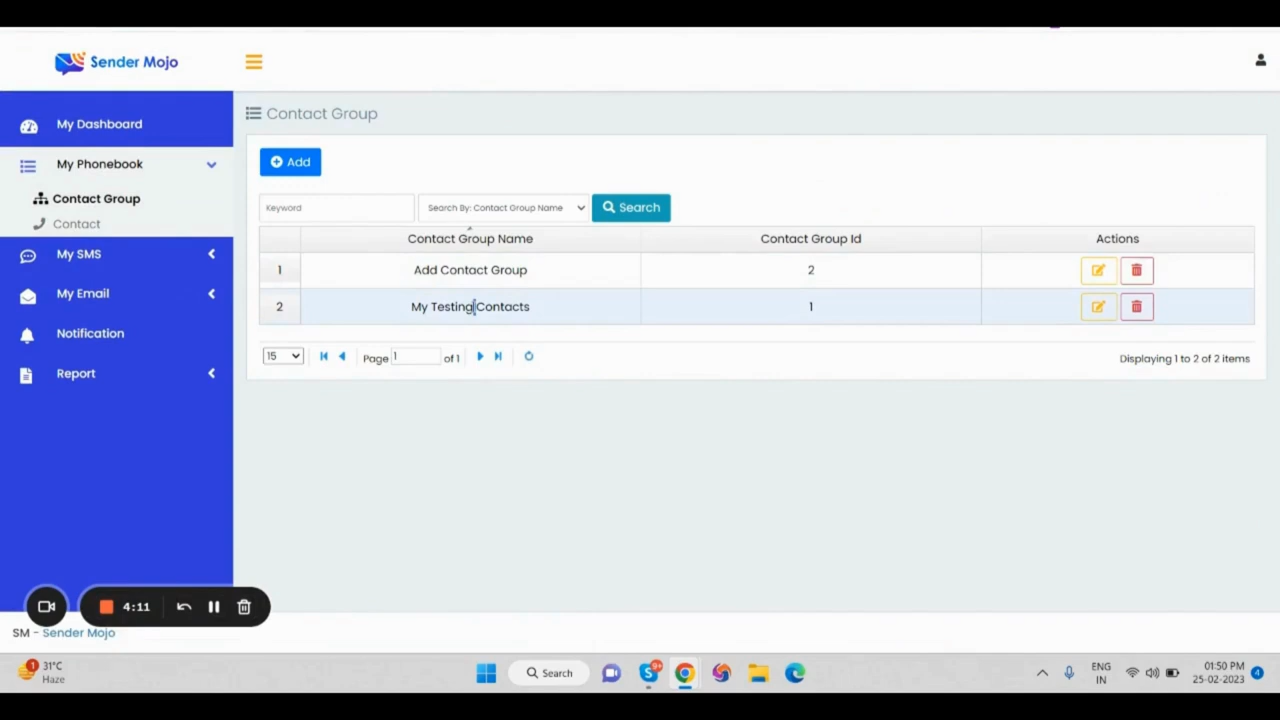 Sender Mojo
My Dashboard
My Phonebook
Contact Group
Contact
My SMS
My Email
Notification
Report
Contact Group
Add
Keyword
Search By: Contact Group Name
Search
Contact Group Name Contact Group Id Actions
1 Add Contact Group 2
2 My Testing Contacts 1
15 Page 1 of 1 Displaying 1 to 2 of 2 items
4:11
SM - Sender Mojo
1 31°C
Haze
Search
9+
ENG
IN
01:50 PM
25-02-2023
4